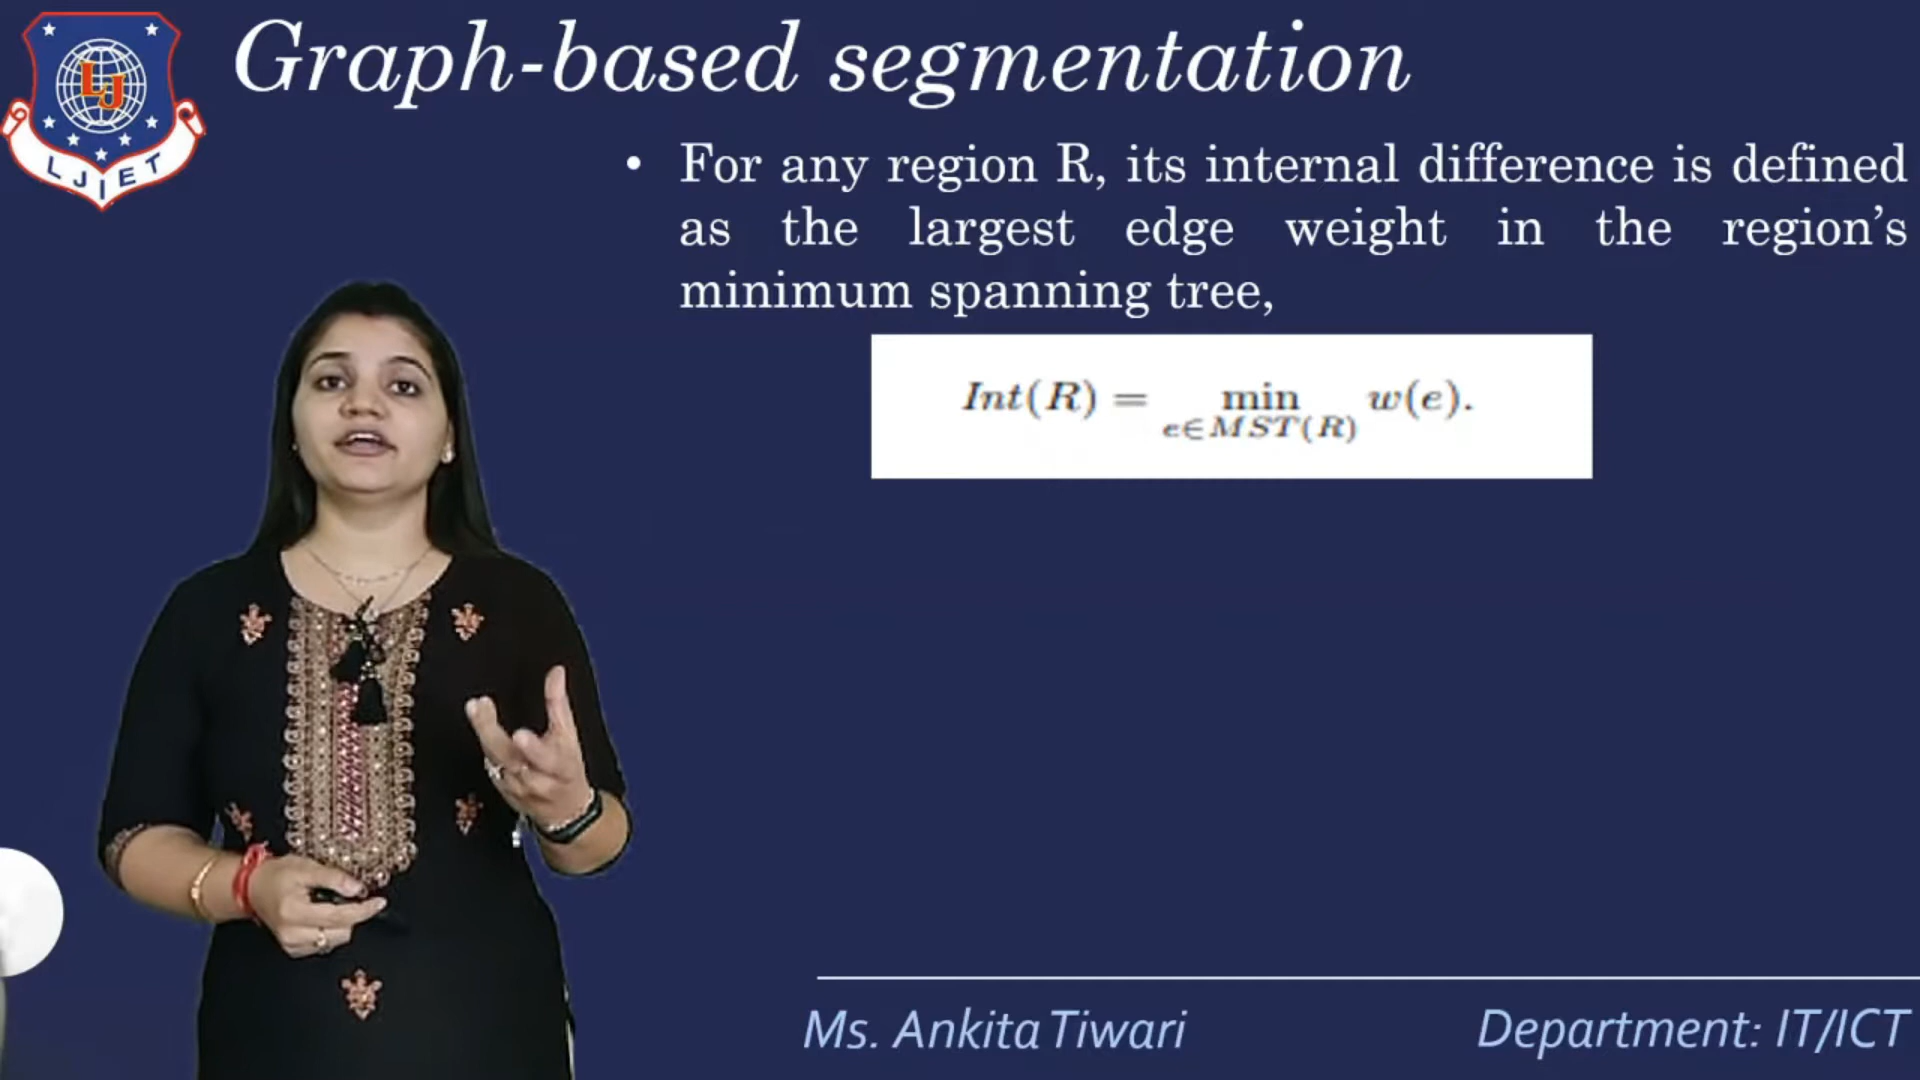 LJ
LJIET
Graph-based segmentation
• For any region R, its internal difference is defined
as the largest edge weight in the region’s
minimum spanning tree,
Int(R) = min w(e).
e∈MST(R)
Ms. Ankita Tiwari
Department: IT/ICT